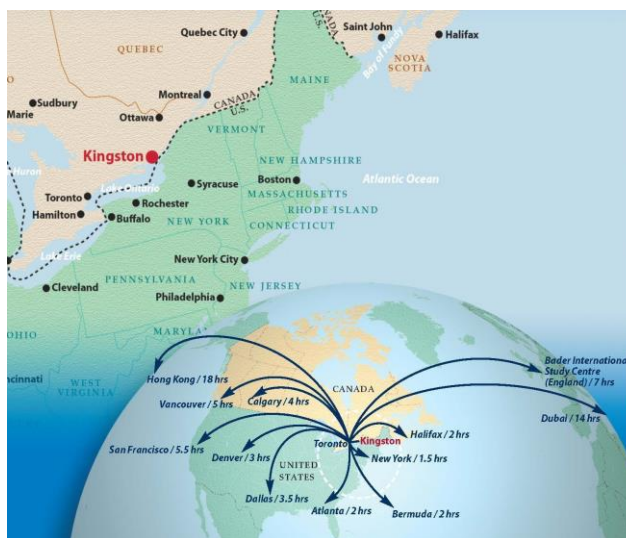 Quebec City
Saint John
Halifax
QUEBEC
Bay of Fundy
NOVA
SCOTIA
MAINE
CANADA
U.S.
Montreal
Sudbury
Marie
Ottawa
CANADA
U.S.
VERMONT
Kingston
NEW HAMPSHIRE
Huran
Lake Ontario
Toronto
Syracuse
Boston
Atlantic Ocean
MASSACHUSETTS
Rochester
Hamilton
Buffalo
RHODE ISLAND
NEW YORK
CONNECTICUT
Lake Erie
New York City
PENNSYLVANIA
Cleveland
NEW JERSEY
Philadelphia
OHIO
MARYLA
cincinnati
WEST
VIRGINIA
Hong Kong / 18 hrs
Bader International
Study Centre
(England) / 7 hrs
CANADA
Vancouver / 5 hrs
Calgary / 4 hrs
Dubai / 14 hrs
San Francisco / 5.5 hrs
Toronto
Kingston
Halifax / 2 hrs
Denver / 3 hrs
New York / 1.5 hrs
UNITED
STATES
Dallas / 3.5 hrs
Atlanta / 2 hrs
Bermuda / 2 hrs